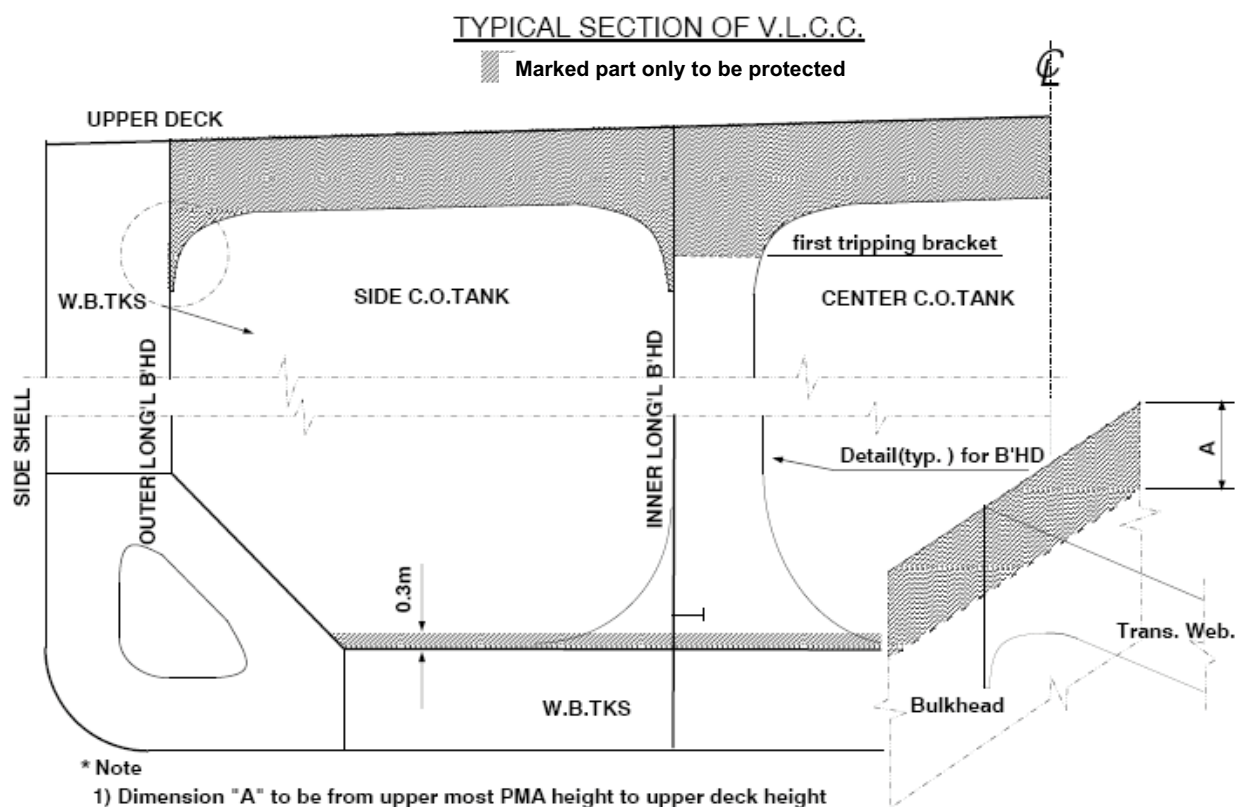 TYPICAL SECTION OF V.L.C.C.
Marked part only to be protected
CL
UPPER DECK
first tripping bracket
W.B.TKS
SIDE C.O.TANK
CENTER C.O.TANK
SIDE SHELL
OUTER LONG'L B'HD
INNER LONG'L B'HD
Detail(typ. ) for B'HD
A
0.3m
Trans. Web.
Bulkhead
W.B.TKS
* Note
1) Dimension "A" to be from upper most PMA height to upper deck height